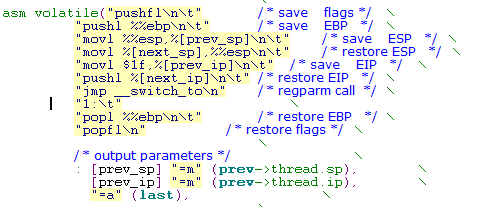 asm volatile("pushfl\n\t" /* save flags */ \
"pushl %%ebp\n\t" /* save EBP */ \
"movl %%esp,%[prev_sp]\n\t" /* save ESP */ \
"movl %[next_sp],%%esp\n\t" /* restore ESP */ \
"movl $1f,%[prev_ip]\n\t" /* save EIP */ \
"pushl %[next_ip]\n\t" /* restore EIP */ \
"jmp __switch_to\n" /* regparm call */ \
"1:\t" \
"popl %%ebp\n\t" /* restore EBP */ \
"popfl\n" /* restore flags */ \
\
/* output parameters */ \
: [prev_sp] "=m" (prev->thread.sp), \
[prev_ip] "=m" (prev->thread.ip), \
"=a" (last), \
\